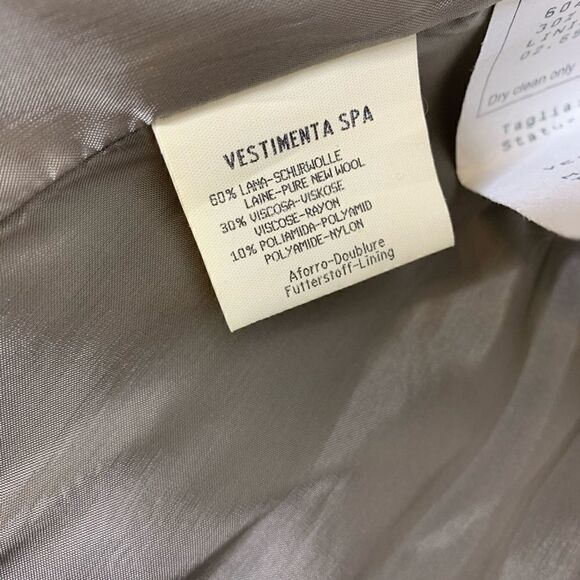 VESTIMENTA SPA
60% LANA-SCHURWOLLE
LAINE-PURE NEW WOOL
30% VISCOSA-VISKOSE
VISCOSE-RAYON
10% POLIAMIDA-POLYAMID
POLYAMIDE-NYLON
Aforro-Doublure
Futterstoff-Lining
Dry clean only